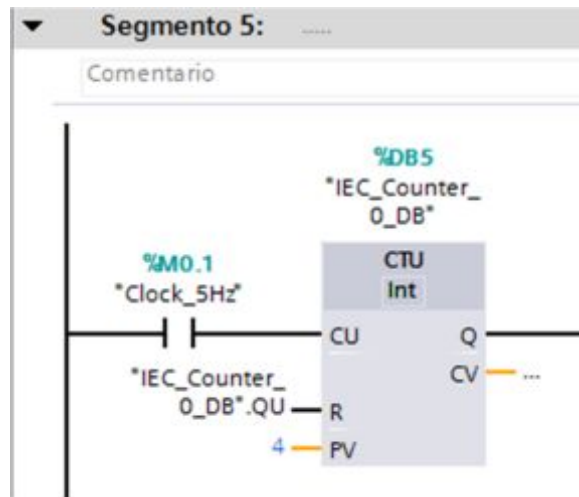 Segmento 5: .....
Comentario
%DB5
"IEC_Counter_
0_DB"
%M0.1
"Clock_5Hz"
CTU
Int
CU Q
CV ...
"IEC_Counter_
0_DB".QU R
4 PV